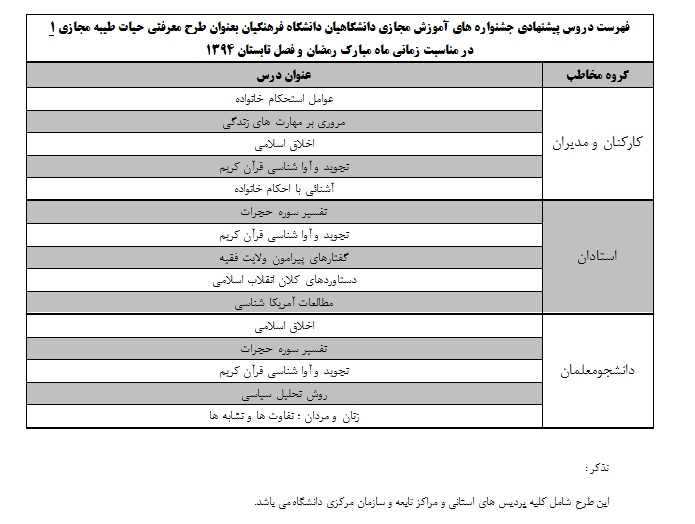 فهرست دروس پیشنهادی جشنواره های آموزش مجازی دانشگاهیان دانشگاه فرهنگیان بعنوان طرح معرفتی حیات طیبه مجازی 1
در مناسبت زمانی ماه مبارک رمضان و فصل تابستان ۱۳۹۴
گروه مخاطب
عنوان درس
کارکنان و مدیران
عوامل استحکام خانواده
مروری بر مهارت های زندگی
اخلاق اسلامی
تجوید و آوا شناسی قرآن کریم
آشنائی با احکام خانواده
استادان
تفسیر سوره حجرات
تجوید و آوا شناسی قرآن کریم
گفتارهای پیرامون ولایت فقیه
دستاوردهای کلان انقلاب اسلامی
مطالعات آمریکا شناسی
دانشجومعلمان
اخلاق اسلامی
تفسیر سوره حجرات
تجوید و آوا شناسی قرآن کریم
روش تحلیل سیاسی
زنان و مردان ؛ تفاوت ها و تشابه ها
تذکر :
این طرح شامل کلیه پردیس های استانی و مراکز تابعه و سازمان مرکزی دانشگاه می باشد.